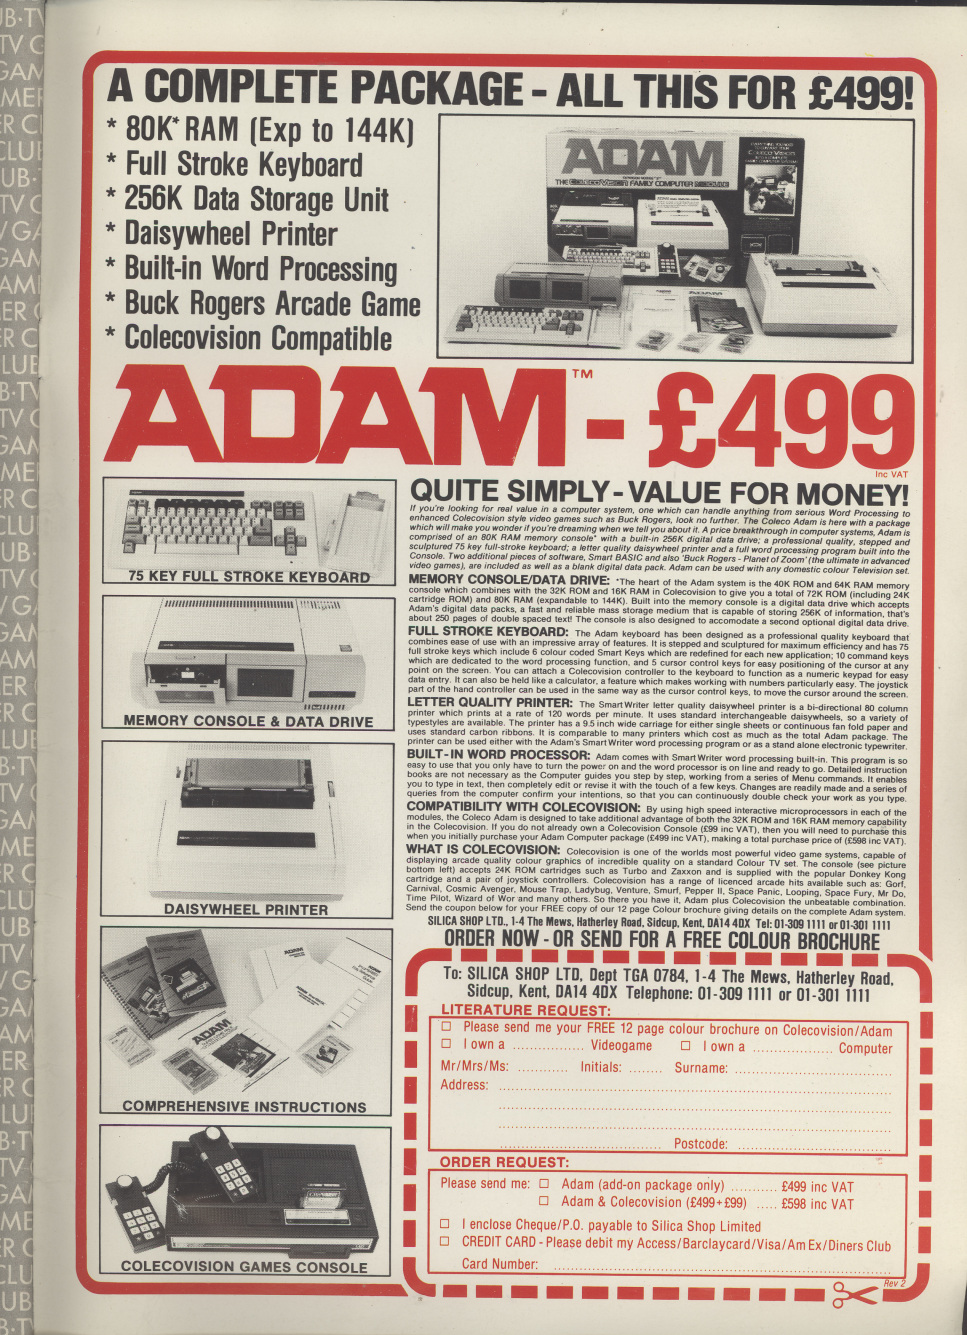 A COMPLETE PACKAGE - ALL THIS FOR £499!
* 80K* RAM (Exp to 144K)
* Full Stroke Keyboard
* 256K Data Storage Unit
* Daisywheel Printer
* Built-in Word Processing
* Buck Rogers Arcade Game
* Colecovision Compatible
ADAM
THE COLECOVISION FAMILY COMPUTER
ADAM™ - £499
Inc VAT
75 KEY FULL STROKE KEYBOARD
MEMORY CONSOLE & DATA DRIVE
DAISYWHEEL PRINTER
ADAM
COMPREHENSIVE INSTRUCTIONS
COLECOVISION GAMES CONSOLE
QUITE SIMPLY - VALUE FOR MONEY!
If you're looking for real value in a computer system, one which can handle anything from serious Word Processing to
enhanced Colecovision style video games such as Buck Rogers, look no further. The Coleco Adam is here with a package
which will make you wonder if you're dreaming when we tell you about it. A price breakthrough in computer systems, Adam is
comprised of an 80K RAM memory console* with a built-in 256K digital data drive; a professional quality, stepped and
sculptured 75 key full-stroke keyboard; a letter quality daisywheel printer and a full word processing program built into the
Console. Two additional pieces of software, Smart BASIC and also 'Buck Rogers - Planet of Zoom' (the ultimate in advanced
video games), are included as well as a blank digital data pack. Adam can be used with any domestic colour Television set.
MEMORY CONSOLE/DATA DRIVE: *The heart of the Adam system is the 40K ROM and 64K RAM memory
console which combines with the 32K ROM and 16K RAM in Colecovision to give you a total of 72K ROM (including 24K
cartridge ROM) and 80K RAM (expandable to 144K). Built into the memory console is a digital data drive which accepts
Adam's digital data packs, a fast and reliable mass storage medium that is capable of storing 256K of information, that's
about 250 pages of double spaced text! The console is also designed to accomodate a second optional digital data drive.
FULL STROKE KEYBOARD: The Adam keyboard has been designed as a professional quality keyboard that
combines ease of use with an impressive array of features. It is stepped and sculptured for maximum efficiency and has 75
full stroke keys which include 6 colour coded Smart Keys which are redefined for each new application; 10 command keys
which are dedicated to the word processing function, and 5 cursor control keys for easy positioning of the cursor at any
point on the screen. You can attach a Colecovision controller to the keyboard to function as a numeric keypad for easy
data entry. It can also be held like a calculator, a feature which makes working with numbers particularly easy. The joystick
part of the hand controller can be used in the same way as the cursor control keys, to move the cursor around the screen.
LETTER QUALITY PRINTER: The SmartWriter letter quality daisywheel printer is a bi-directional 80 column
printer which prints at a rate of 120 words per minute. It uses standard interchangeable daisywheels, so a variety of
typestyles are available. The printer has a 9.5 inch wide carriage for either single sheets or continuous fan fold paper and
uses standard carbon ribbons. It is comparable to many printers which cost as much as the total Adam package. The
printer can be used either with the Adam's SmartWriter word processing program or as a stand alone electronic typewriter.
BUILT-IN WORD PROCESSOR: Adam comes with SmartWriter word processing built-in. This program is so
easy to use that you only have to turn the power on and the word processor is on line and ready to go. Detailed instruction
books are not necessary as the Computer guides you step by step, working from a series of Menu commands. It enables
you to type in text, then completely edit or revise it with the touch of a few keys. Changes are readily made and a series of
queries from the computer confirm your intentions, so that you can continuously double check your work as you type.
COMPATIBILITY WITH COLECOVISION: By using high speed interactive microprocessors in each of the
modules, the Coleco Adam is designed to take additional advantage of both the 32K ROM and 16K RAM memory capability
in the Colecovision. If you do not already own a Colecovision Console (£99 inc VAT), then you will need to purchase this
when you initially purchase your Adam Computer package (£499 inc VAT), making a total purchase price of (£598 inc VAT).
WHAT IS COLECOVISION: Colecovision is one of the worlds most powerful video game systems, capable of
displaying arcade quality colour graphics of incredible quality on a standard Colour TV set. The console (see picture
bottom left) accepts 24K ROM cartridges such as Turbo and Zaxxon and is supplied with the popular Donkey Kong
cartridge and a pair of joystick controllers. Colecovision has a range of licenced arcade hits available such as: Gorf,
Carnival, Cosmic Avenger, Mouse Trap, Ladybug, Venture, Smurf, Pepper II, Space Panic, Looping, Space Fury, Mr Do,
Time Pilot, Wizard of Wor and many others. So there you have it, Adam plus Colecovision the unbeatable combination.
Send the coupon below for your FREE copy of our 12 page Colour brochure giving details on the complete Adam system.
SILICA SHOP LTD., 1-4 The Mews, Hatherley Road, Sidcup, Kent, DA14 4DX Tel: 01-309 1111 or 01-301 1111
ORDER NOW - OR SEND FOR A FREE COLOUR BROCHURE
To: SILICA SHOP LTD, Dept TGA 0784, 1-4 The Mews, Hatherley Road,
Sidcup, Kent, DA14 4DX Telephone: 01-309 1111 or 01-301 1111
LITERATURE REQUEST:
Please send me your FREE 12 page colour brochure on Colecovision/Adam
I own a ................ Videogame I own a .................. Computer
Mr/Mrs/Ms: ........... Initials: ........ Surname: ...................................
Address: ..........................................................................................
Postcode: .....................................
ORDER REQUEST:
Please send me: Adam (add-on package only) ........... £499 inc VAT
Adam & Colecovision (£499+£99) ..... £598 inc VAT
I enclose Cheque/P.O. payable to Silica Shop Limited
CREDIT CARD - Please debit my Access/Barclaycard/Visa/Am Ex/Diners Club
Card Number: ...........................................................................
Rev 2